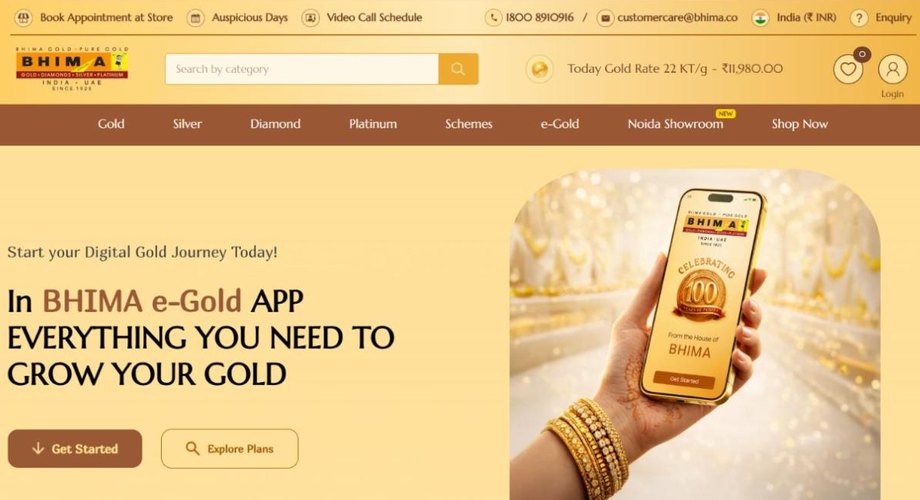 Book Appointment at Store
Auspicious Days
Video Call Schedule
1800 8910916 / customercare@bhima.co
India (₹ INR)
? Enquiry
BHIMA GOLD - PURE GOLD
BHIMA
GOLD • DIAMONDS • SILVER • PLATINUM
INDIA - UAE
SINCE 1925
Search by category
Today Gold Rate 22 KT/g - ₹11,980.00
0
Login
Gold
Silver
Diamond
Platinum
Schemes
e-Gold
Noida Showroom
NEW
Shop Now
Start your Digital Gold Journey Today!
In BHIMA e-Gold APP
EVERYTHING YOU NEED TO
GROW YOUR GOLD
Get Started
Explore Plans
BHIMA GOLD - PURE GOLD
BHIMA
INDIA - UAE
Since 1925
CELEBRATING
100
From the House of
BHIMA
Get Started